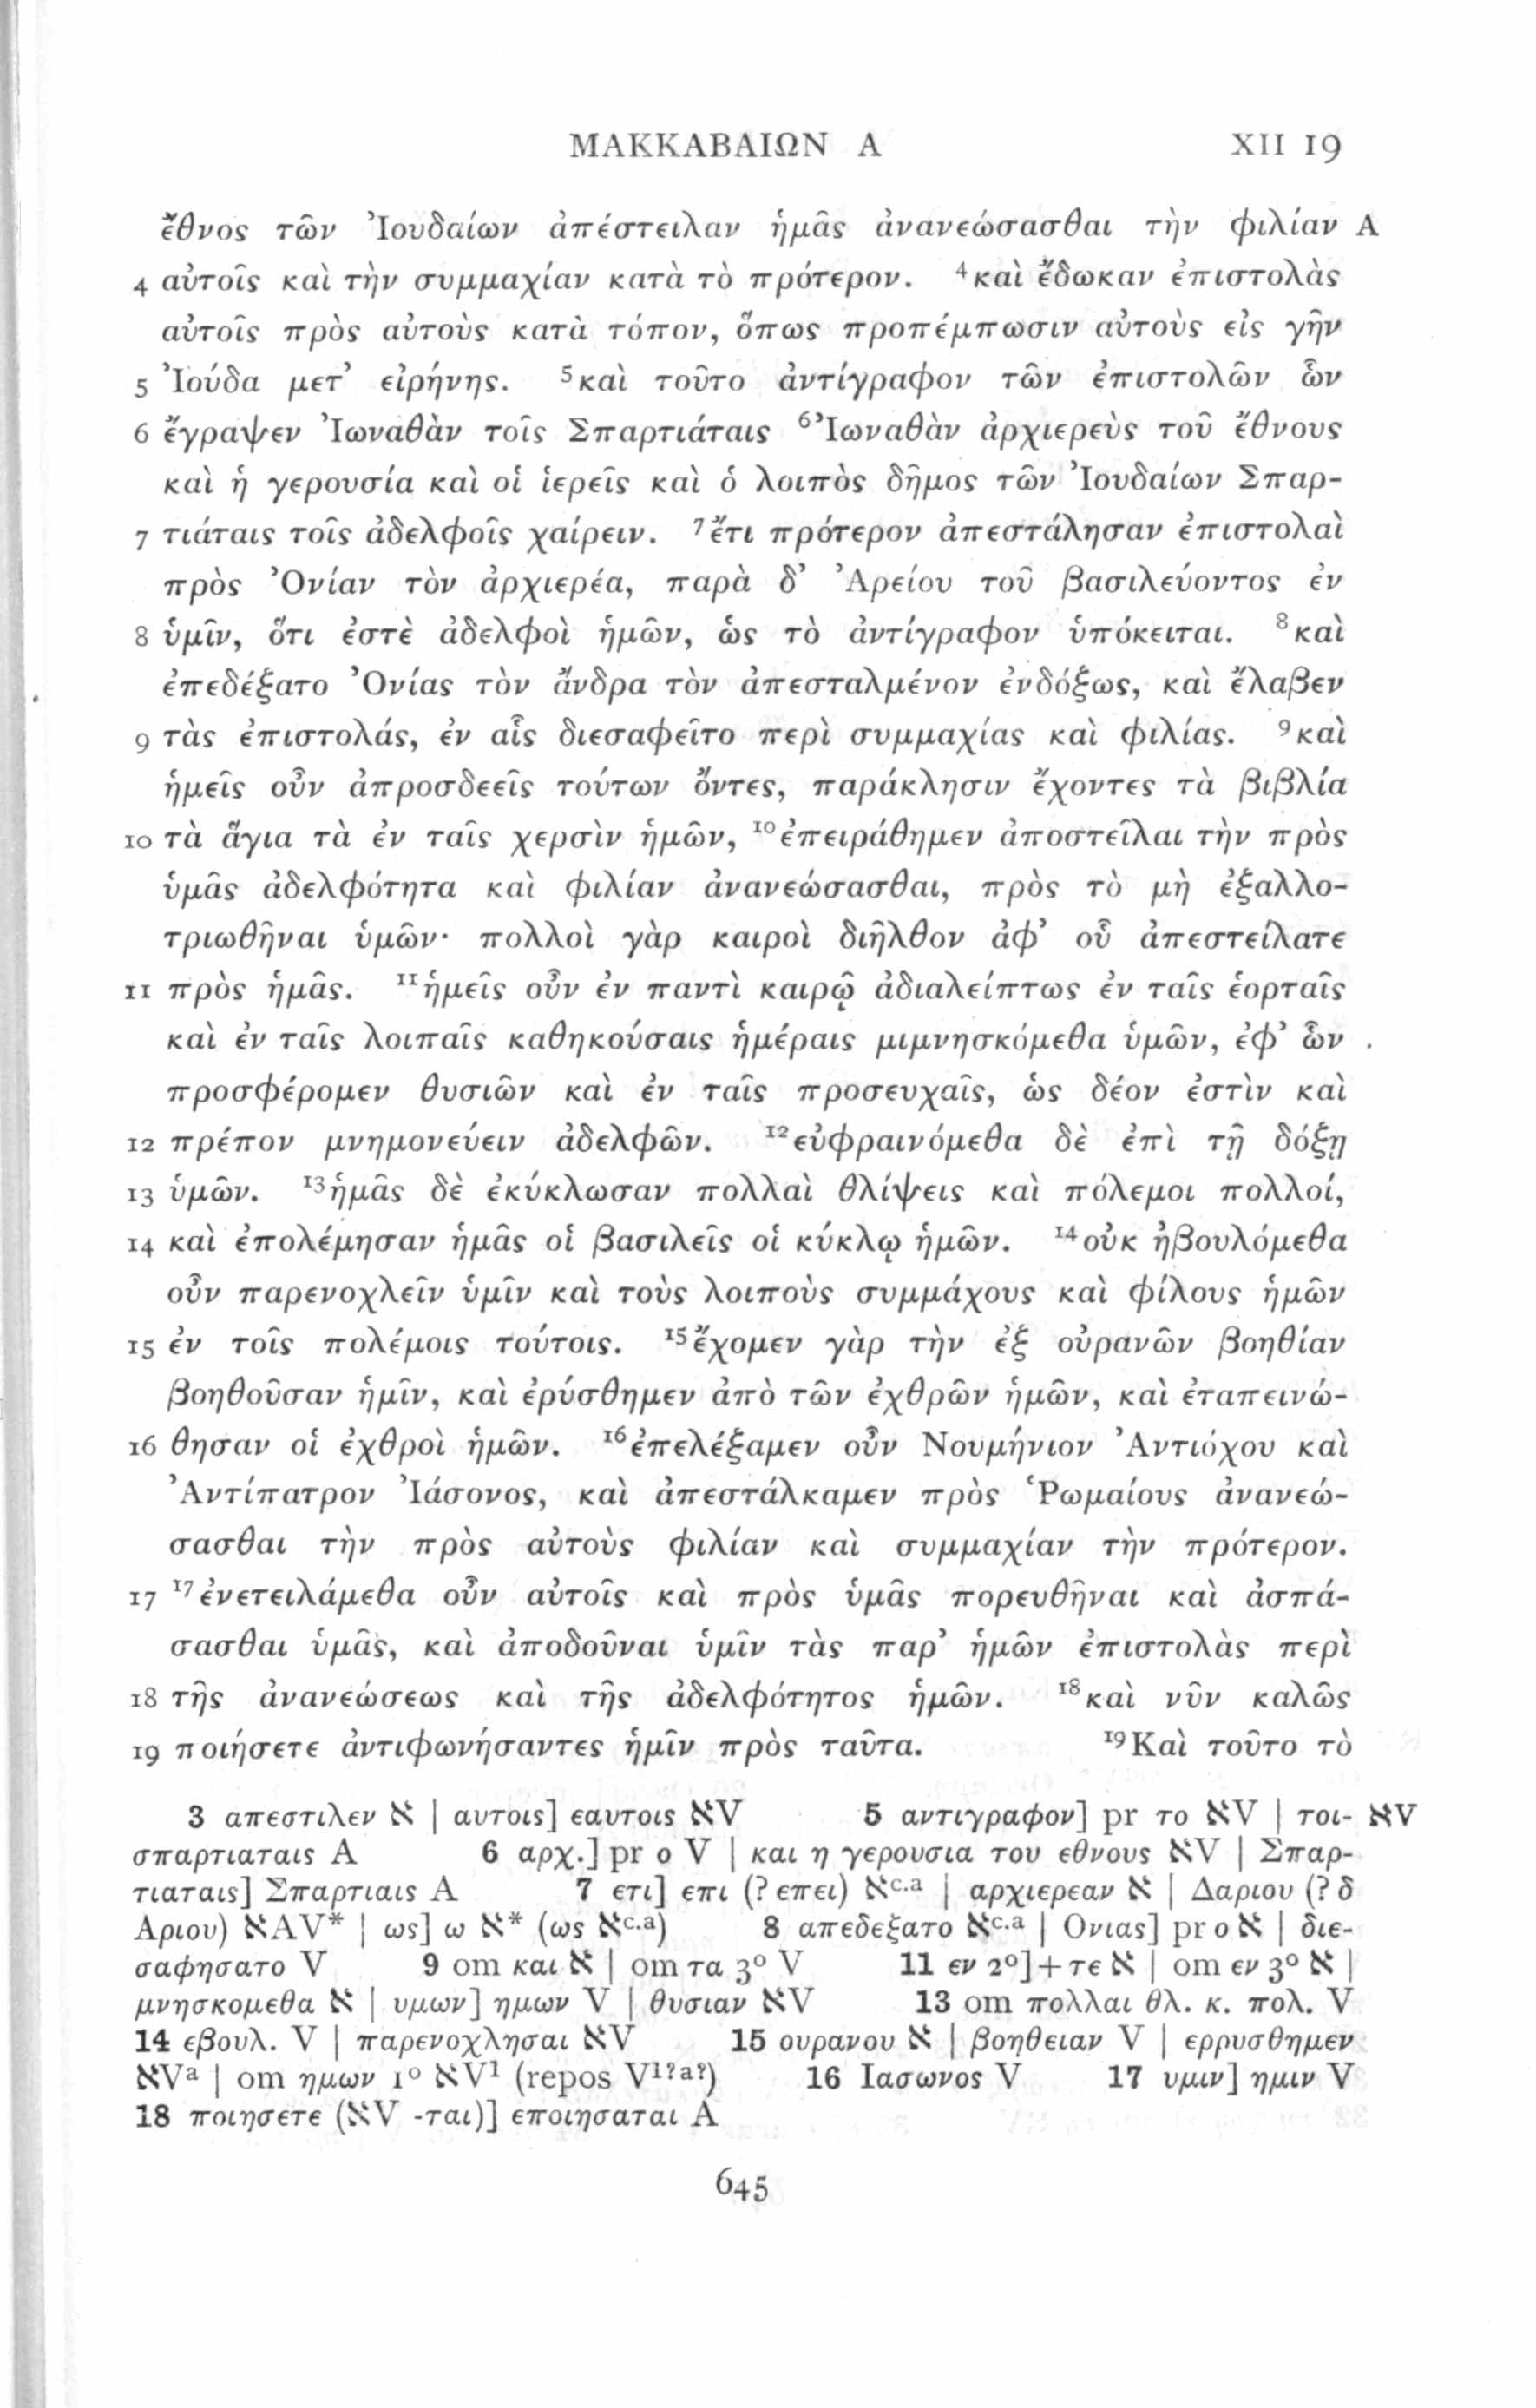 ΜΑΚΚΑΒΑΙΩΝ Α XII 19
ἔθνος τῶν Ἰουδαίων ἀπέστειλαν ἡμᾶς ἀνανεώσασθαι τὴν φιλίαν A
4 αὐτοῖς καὶ τὴν συμμαχίαν κατὰ τὸ πρότερον. ⁴καὶ ἔδωκαν ἐπιστολὰς
αὐτοῖς πρὸς αὐτοὺς κατὰ τόπον, ὅπως προπέμπωσιν αὐτοὺς εἰς γῆν
5 Ἰούδα μετ’ εἰρήνης. ⁵καὶ τοῦτο ἀντίγραφον τῶν ἐπιστολῶν ὧν
6 ἔγραψεν Ἰωναθὰν τοῖς Σπαρτιάταις ⁶Ἰωναθὰν ἀρχιερεὺς τοῦ ἔθνους
καὶ ἡ γερουσία καὶ οἱ ἱερεῖς καὶ ὁ λοιπὸς δῆμος τῶν Ἰουδαίων Σπαρ-
7 τιάταις τοῖς ἀδελφοῖς χαίρειν. ⁷ἔτι πρότερον ἀπεστάλησαν ἐπιστολαὶ
πρὸς Ὀνίαν τὸν ἀρχιερέα, παρὰ δ’ Ἀρείου τοῦ βασιλεύοντος ἐν
8 ὑμῖν, ὅτι ἐστὲ ἀδελφοὶ ἡμῶν, ὡς τὸ ἀντίγραφον ὑπόκειται. ⁸καὶ
ἐπεδέξατο Ὀνίας τὸν ἄνδρα τὸν ἀπεσταλμένον ἐνδόξως, καὶ ἔλαβεν
9 τὰς ἐπιστολάς, ἐν αἷς διεσαφεῖτο περὶ συμμαχίας καὶ φιλίας. ⁹καὶ
ἡμεῖς οὖν ἀπροσδεεῖς τούτων ὄντες, παράκλησιν ἔχοντες τὰ βιβλία
10 τὰ ἅγια τὰ ἐν ταῖς χερσὶν ἡμῶν, ¹⁰ἐπειράθημεν ἀποστεῖλαι τὴν πρὸς
ὑμᾶς ἀδελφότητα καὶ φιλίαν ἀνανεώσασθαι, πρὸς τὸ μὴ ἐξαλλο-
τριωθῆναι ὑμῶν· πολλοὶ γὰρ καιροὶ διῆλθον ἀφ’ οὗ ἀπεστείλατε
11 πρὸς ἡμᾶς. ¹¹ἡμεῖς οὖν ἐν παντὶ καιρῷ ἀδιαλείπτως ἐν ταῖς ἑορταῖς
καὶ ἐν ταῖς λοιπαῖς καθηκούσαις ἡμέραις μιμνησκόμεθα ὑμῶν, ἐφ’ ὧν
προσφέρομεν θυσιῶν καὶ ἐν ταῖς προσευχαῖς, ὡς δέον ἐστὶν καὶ
12 πρέπον μνημονεύειν ἀδελφῶν. ¹²εὐφραινόμεθα δὲ ἐπὶ τῇ δόξῃ
13 ὑμῶν. ¹³ἡμᾶς δὲ ἐκύκλωσαν πολλαὶ θλίψεις καὶ πόλεμοι πολλοί,
14 καὶ ἐπολέμησαν ἡμᾶς οἱ βασιλεῖς οἱ κύκλῳ ἡμῶν. ¹⁴οὐκ ἠβουλόμεθα
οὖν παρενοχλεῖν ὑμῖν καὶ τοὺς λοιποὺς συμμάχους καὶ φίλους ἡμῶν
15 ἐν τοῖς πολέμοις τούτοις. ¹⁵ἔχομεν γὰρ τὴν ἐξ οὐρανῶν βοηθίαν
βοηθοῦσαν ἡμῖν, καὶ ἐρύσθημεν ἀπὸ τῶν ἐχθρῶν ἡμῶν, καὶ ἐταπεινώ-
16 θησαν οἱ ἐχθροὶ ἡμῶν. ¹⁶ἐπελέξαμεν οὖν Νουμήνιον Ἀντιόχου καὶ
Ἀντίπατρον Ἰάσονος, καὶ ἀπεστάλκαμεν πρὸς Ῥωμαίους ἀνανεώ-
σασθαι τὴν πρὸς αὐτοὺς φιλίαν καὶ συμμαχίαν τὴν πρότερον.
17 ¹⁷ἐνετειλάμεθα οὖν αὐτοῖς καὶ πρὸς ὑμᾶς πορευθῆναι καὶ ἀσπά-
σασθαι ὑμᾶς, καὶ ἀποδοῦναι ὑμῖν τὰς παρ’ ἡμῶν ἐπιστολὰς περὶ
18 τῆς ἀνανεώσεως καὶ τῆς ἀδελφότητος ἡμῶν. ¹⁸καὶ νῦν καλῶς
19 ποιήσετε ἀντιφωνήσαντες ἡμῖν πρὸς ταῦτα. ¹⁹Καὶ τοῦτο τὸ
3 απεστιλεν ℵ | αυτοις] εαυτοις ℵV 5 αντιγραφον] pr το ℵV | τοι- ℵV
σπαρτιαταις A 6 αρχ.] pr ο V | και η γερουσια του εθνους ℵV | Σπαρ-
τιαταις] Σπαρτιαις A 7 ετι] επι (? επει) ℵᶜ·ᵃ | αρχιερεαν ℵ | Δαριου (? δ
Αριου) ℵAV* | ως] ω ℵ* (ως ℵᶜ·ᵃ) 8 απεδεξατο ℵᶜ·ᵃ | Ονιας] pr ο ℵ | διε-
σαφησατο V 9 om και ℵ | om τα 3° V 11 εν 2°]+τε ℵ | om εν 3° ℵ |
μνησκομεθα ℵ | υμων] ημων V | θυσιαν ℵV 13 om πολλαι θλ. κ. πολ. V
14 εβουλ. V | παρενοχλησαι ℵV 15 ουρανου ℵ | βοηθειαν V | ερρυσθημεν
ℵVᵃ | om ημων 1° ℵV¹ (repos V¹ˀᵃˀ) 16 Ιασωνος V 17 υμιν] ημιν V
18 ποιησετε (ℵV -ται)] εποιησαται A
645